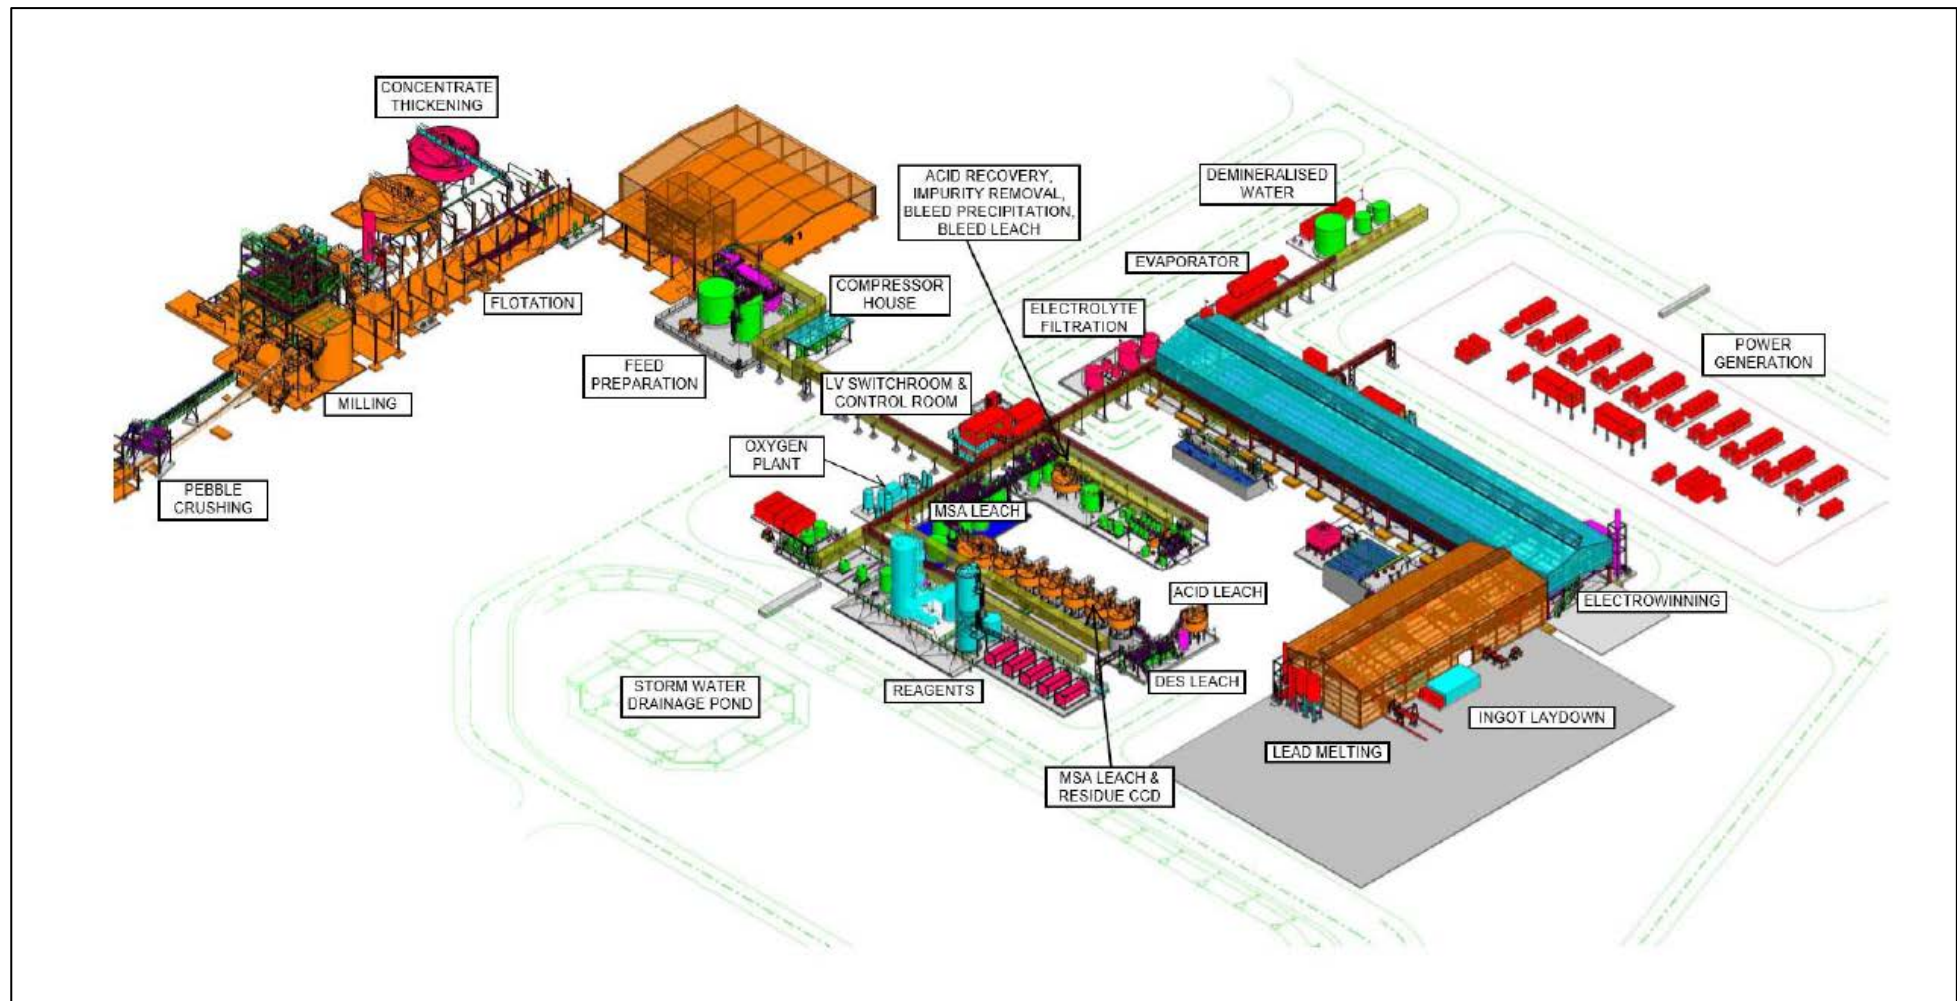 CONCENTRATE
THICKENING
ACID RECOVERY,
IMPURITY REMOVAL,
BLEED PRECIPITATION,
BLEED LEACH
DEMINERALISED
WATER
EVAPORATOR
COMPRESSOR
HOUSE
FLOTATION
ELECTROLYTE
FILTRATION
POWER
GENERATION
FEED
PREPARATION
LV SWITCHROOM &
CONTROL ROOM
MILLING
OXYGEN
PLANT
PEBBLE
CRUSHING
MSA LEACH
ACID LEACH
ELECTROWINNING
STORM WATER
DRAINAGE POND
REAGENTS
DES LEACH
INGOT LAYDOWN
LEAD MELTING
MSA LEACH &
RESIDUE CCD